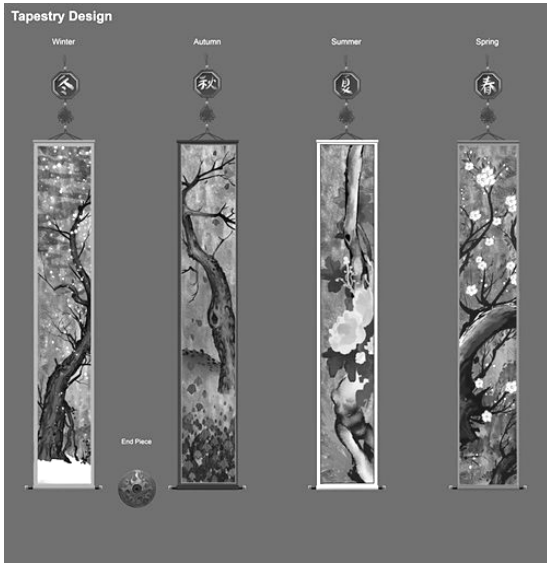 Tapestry Design
Winter Autumn Summer Spring
冬 秋 夏 春
End Piece